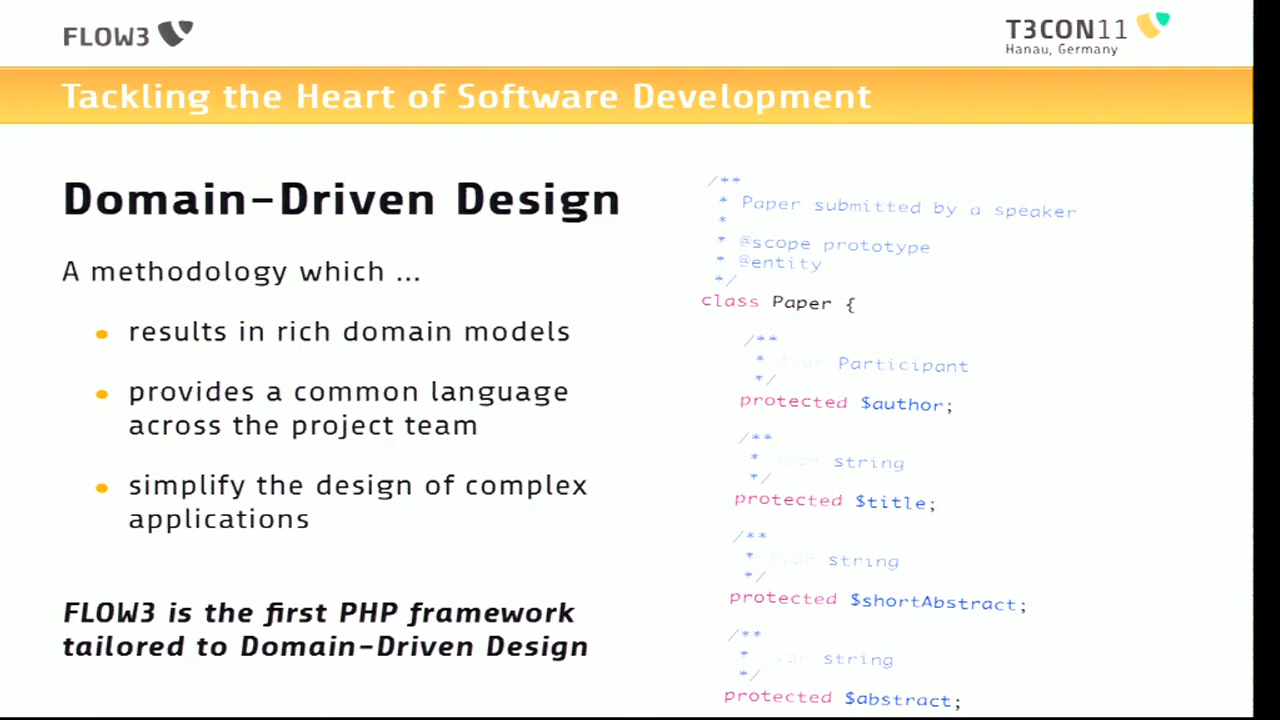 FLOW3
T3CON11
Hanau, Germany
Tackling the Heart of Software Development
Domain-Driven Design
A methodology which ...
results in rich domain models
provides a common language
across the project team
simplify the design of complex
applications
FLOW3 is the first PHP framework
tailored to Domain-Driven Design
/**
* Paper submitted by a speaker
*
* @scope prototype
* @entity
*/
class Paper {
/**
* Participant
*/
protected $author;
/**
* string
*/
protected $title;
/**
* string
*/
protected $shortAbstract;
/**
* string
*/
protected $abstract;